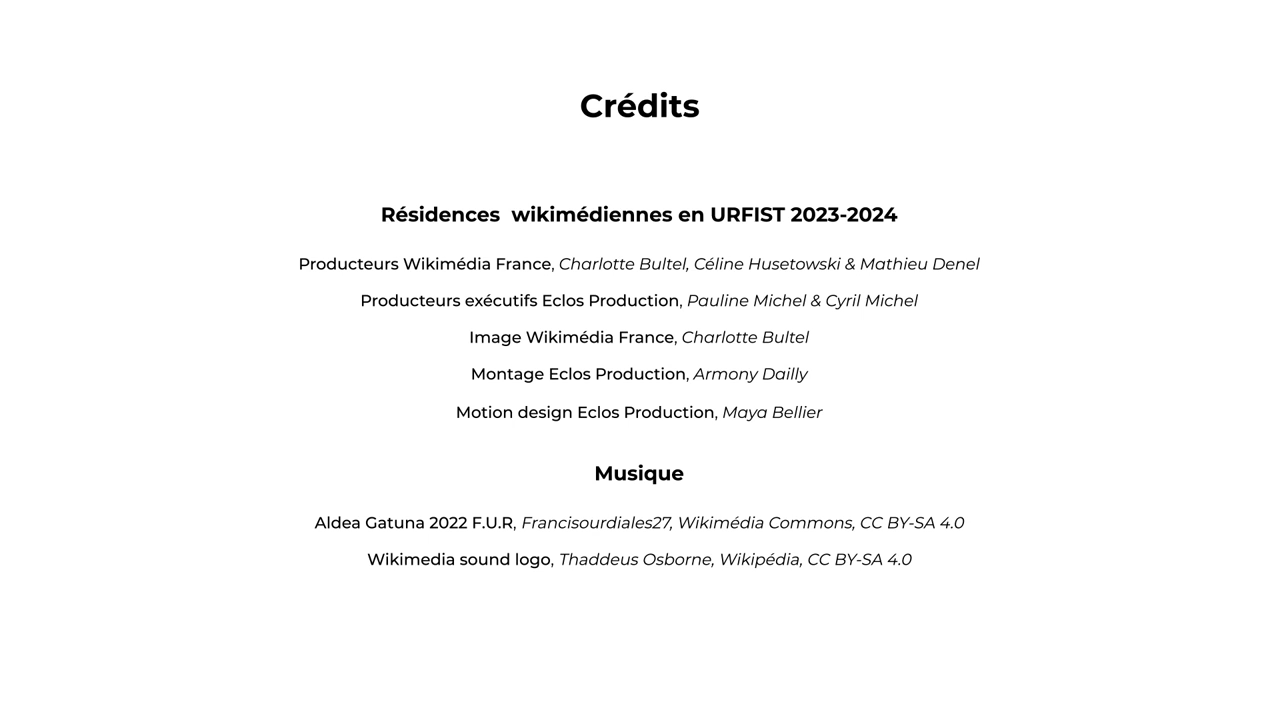 Crédits
Résidences  wikimédiennes en URFIST 2023-2024
Producteurs Wikimédia France, Charlotte Bultel, Céline Husetowski & Mathieu Denel
Producteurs exécutifs Eclos Production, Pauline Michel & Cyril Michel
Image Wikimédia France, Charlotte Bultel
Montage Eclos Production, Armony Dailly
Motion design Eclos Production, Maya Bellier
Musique
Aldea Gatuna 2022 F.U.R, Francisourdiales27, Wikimédia Commons, CC BY-SA 4.0
Wikimedia sound logo, Thaddeus Osborne, Wikipédia, CC BY-SA 4.0